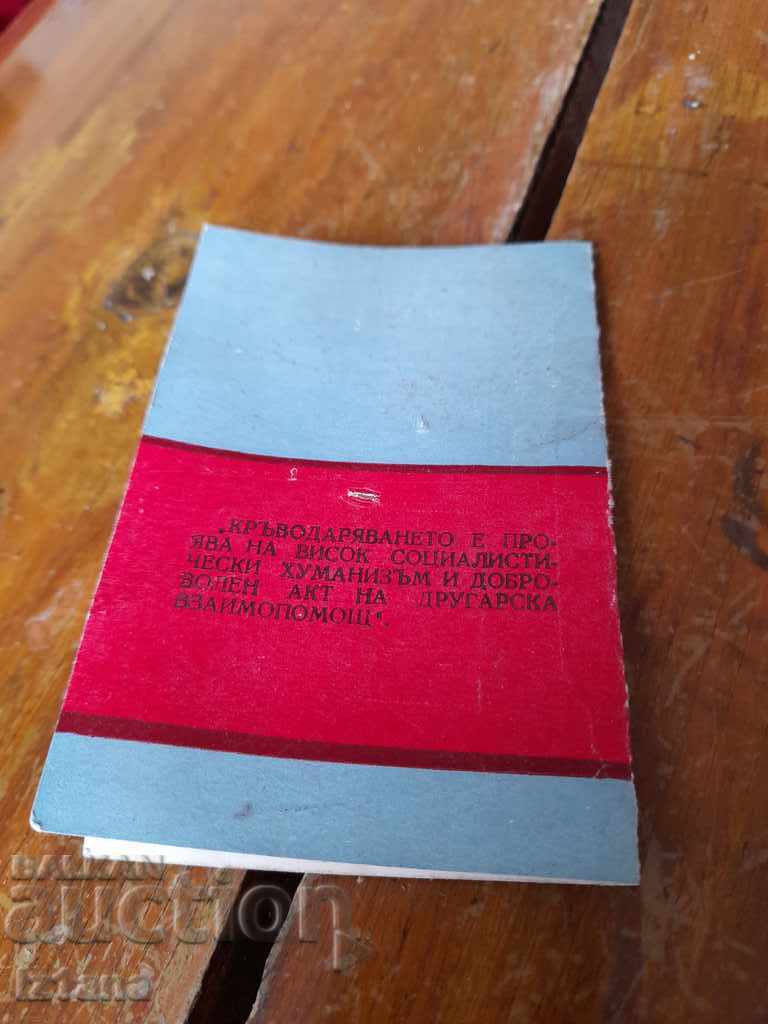 „КРЪВОДАРЯВАНЕТО Е ПРО-
ЯВА НА ВИСОК СОЦИАЛИСТИ-
ЧЕСКИ ХУМАНИЗЪМ И ДОБРО-
ВОЛЕН АКТ НА ДРУГАРСКА
ВЗАИМОПОМОЩ".
BALKAN
auction
iztana